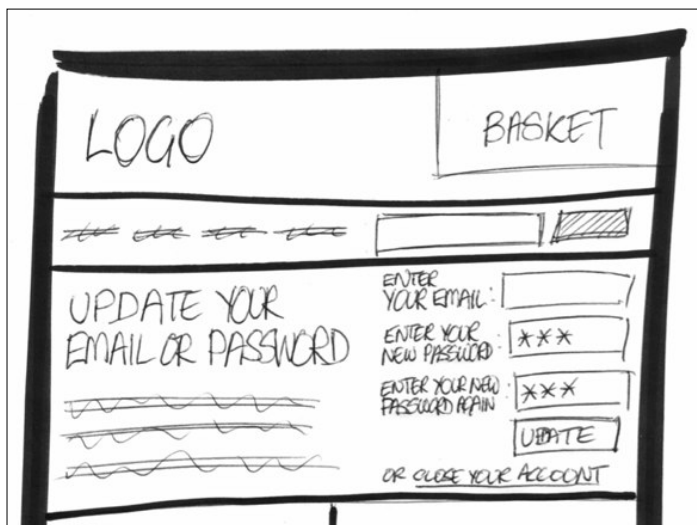 LOGO
BASKET
UPDATE YOUR
EMAIL OR PASSWORD
ENTER
YOUR EMAIL:
ENTER YOUR
NEW PASSWORD:
***
ENTER YOUR NEW
PASSWORD AGAIN:
***
UPDATE
OR CLOSE YOUR ACCOUNT